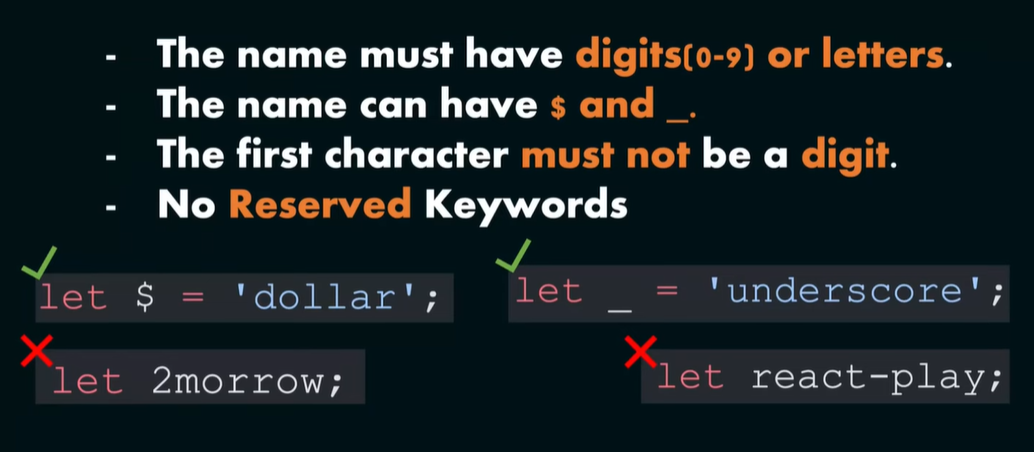 - The name must have digits(0-9) or letters.
- The name can have $ and _.
- The first character must not be a digit.
- No Reserved Keywords
let $ = 'dollar';
let _ = 'underscore';
let 2morrow;
let react-play;